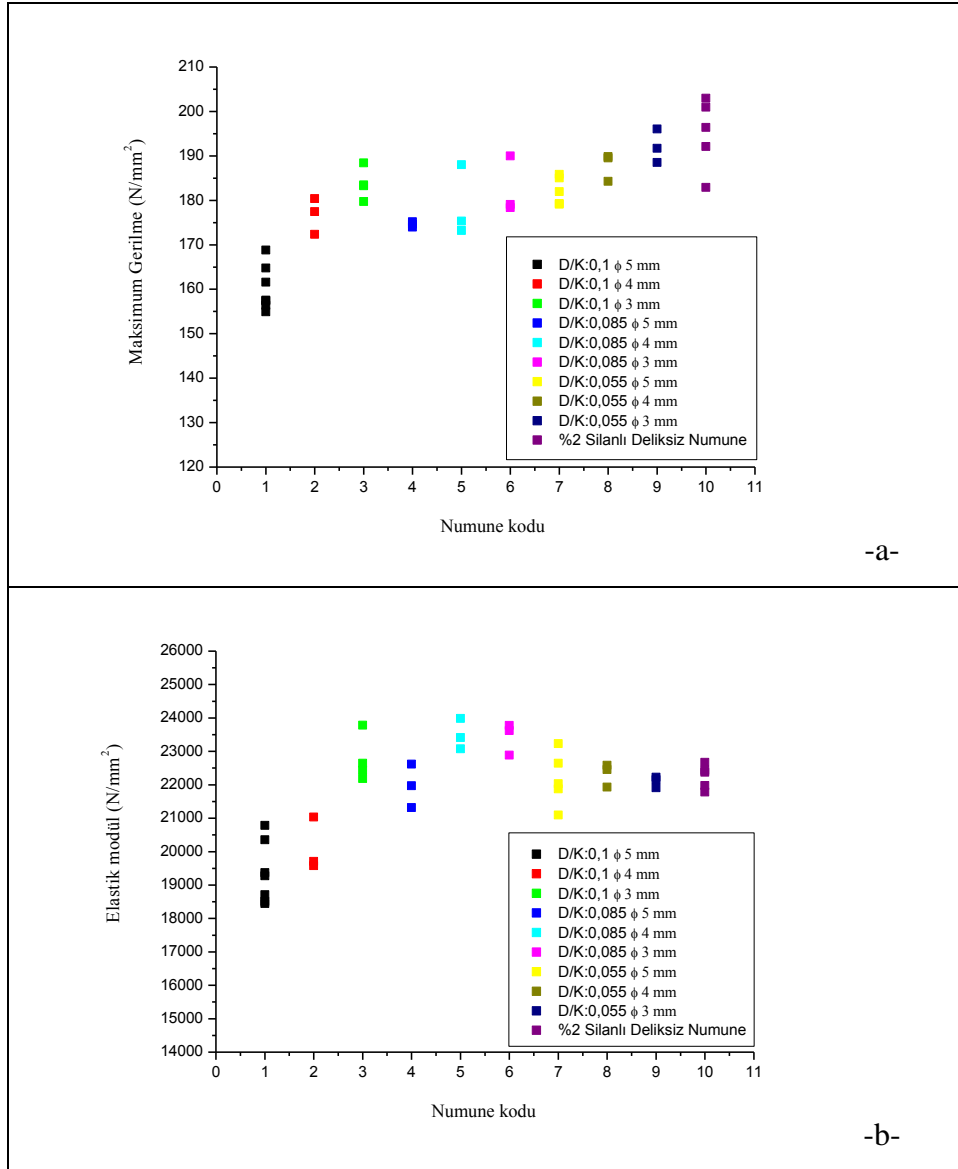 210
200
190
180
170
160
150
140
130
120
Maksimum Gerilme (N/mm²)
0 1 2 3 4 5 6 7 8 9 10 11
Numune kodu
D/K:0,1 ϕ 5 mm
D/K:0,1 ϕ 4 mm
D/K:0,1 ϕ 3 mm
D/K:0,085 ϕ 5 mm
D/K:0,085 ϕ 4 mm
D/K:0,085 ϕ 3 mm
D/K:0,055 ϕ 5 mm
D/K:0,055 ϕ 4 mm
D/K:0,055 ϕ 3 mm
%2 Silanlı Deliksiz Numune
-a-
26000
25000
24000
23000
22000
21000
20000
19000
18000
17000
16000
15000
14000
Elastik modül (N/mm²)
0 1 2 3 4 5 6 7 8 9 10 11
Numune kodu
D/K:0,1 ϕ 5 mm
D/K:0,1 ϕ 4 mm
D/K:0,1 ϕ 3 mm
D/K:0,085 ϕ 5 mm
D/K:0,085 ϕ 4 mm
D/K:0,085 ϕ 3 mm
D/K:0,055 ϕ 5 mm
D/K:0,055 ϕ 4 mm
D/K:0,055 ϕ 3 mm
%2 Silanlı Deliksiz Numune
-b-